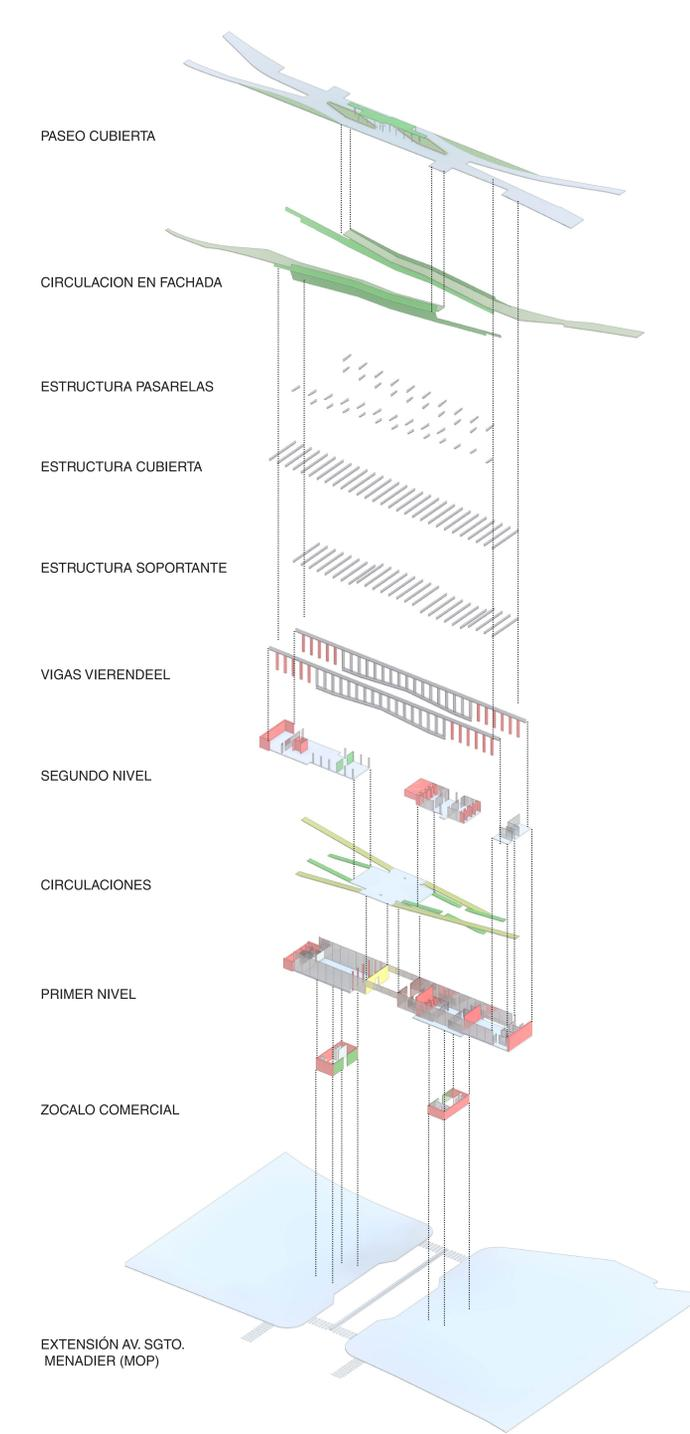 PASEO CUBIERTA
CIRCULACION EN FACHADA
ESTRUCTURA PASARELAS
ESTRUCTURA CUBIERTA
ESTRUCTURA SOPORTANTE
VIGAS VIERENDEEL
SEGUNDO NIVEL
CIRCULACIONES
PRIMER NIVEL
ZOCALO COMERCIAL
EXTENSIÓN AV. SGTO.
MENADIER (MOP)